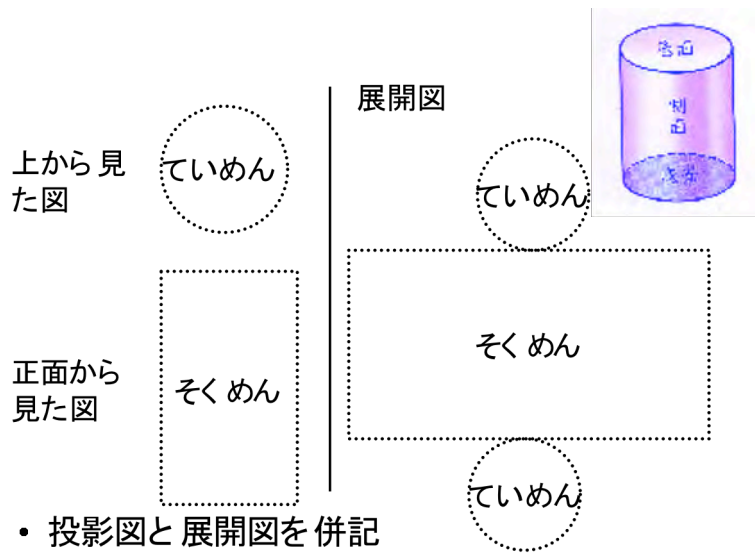 上から見
た図
ていめん
正面から
見た図
そくめん
展開図
ていめん
そくめん
ていめん
・ 投影図と展開図を併記